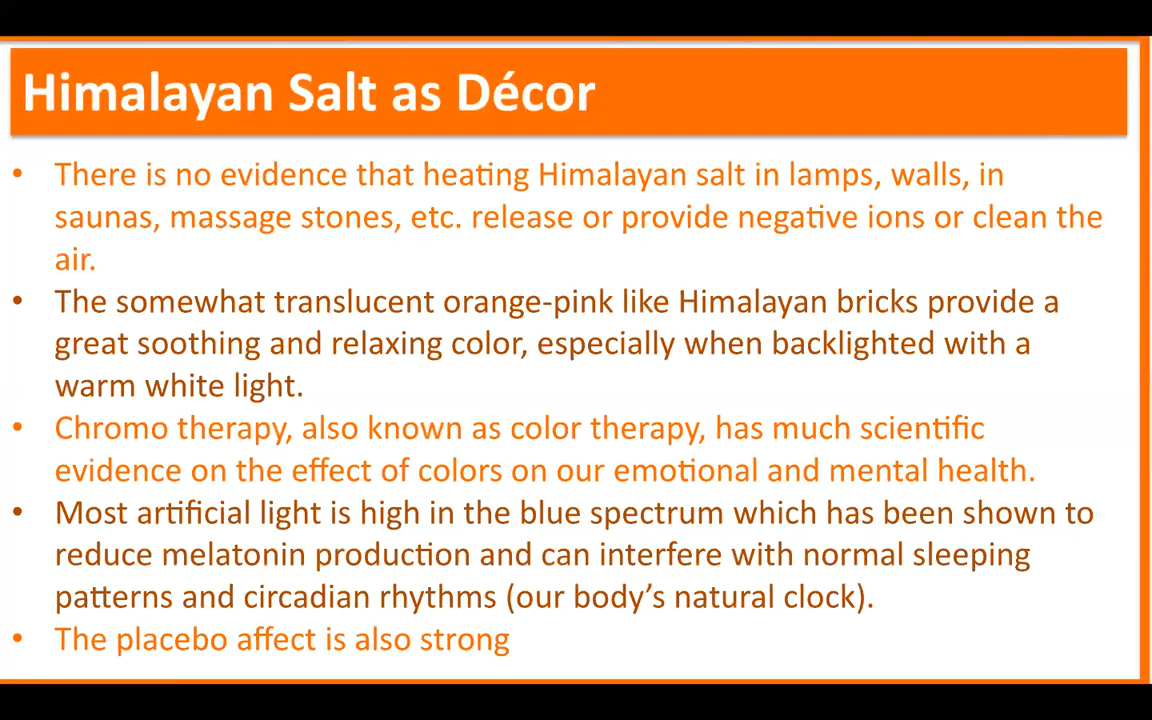 Himalayan Salt as Décor
• There is no evidence that heating Himalayan salt in lamps, walls, in
saunas, massage stones, etc. release or provide negative ions or clean the
air.
• The somewhat translucent orange-pink like Himalayan bricks provide a
great soothing and relaxing color, especially when backlighted with a
warm white light.
• Chromo therapy, also known as color therapy, has much scientific
evidence on the effect of colors on our emotional and mental health.
• Most artificial light is high in the blue spectrum which has been shown to
reduce melatonin production and can interfere with normal sleeping
patterns and circadian rhythms (our body’s natural clock).
• The placebo affect is also strong